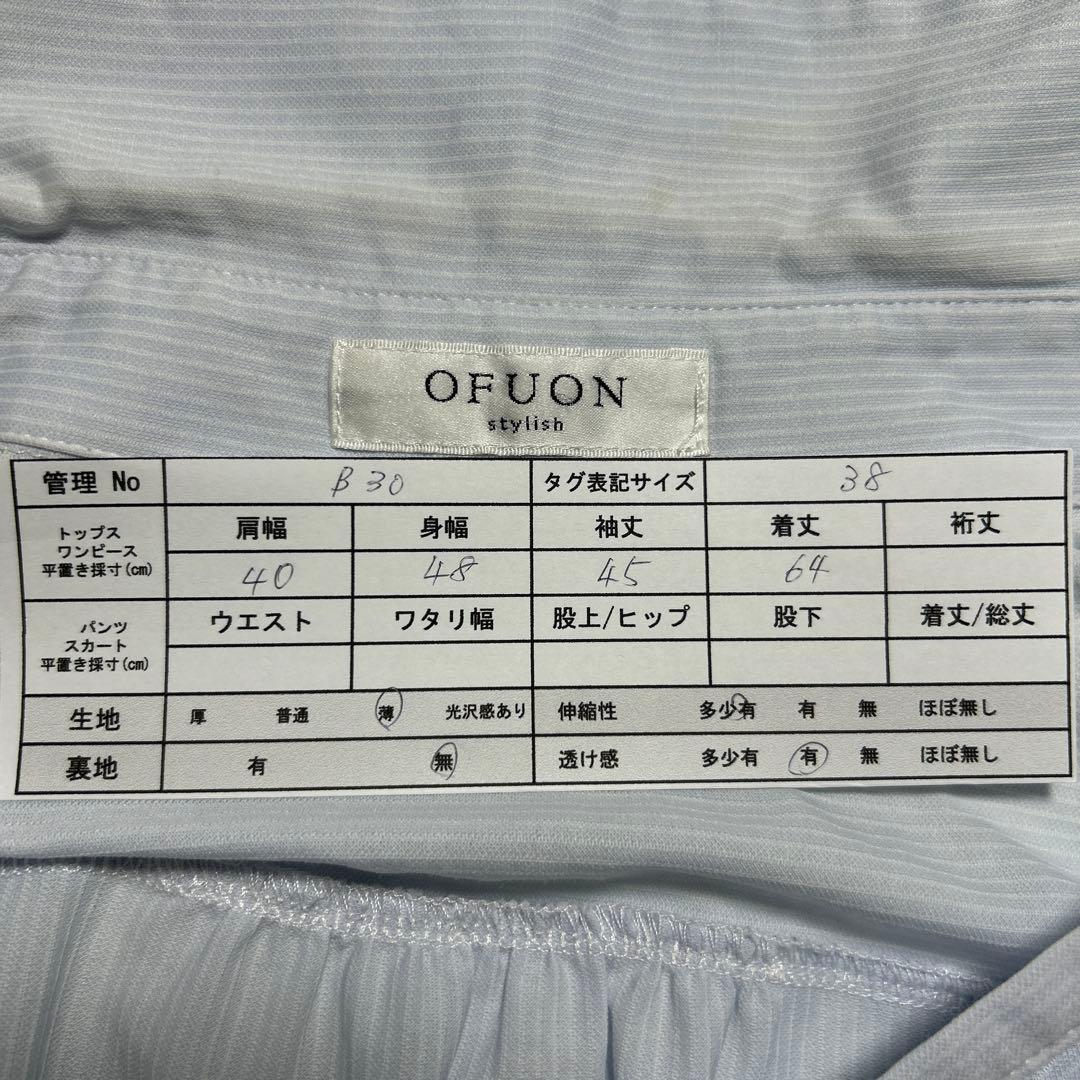 OFUON
stylish
管理 No B30 タグ表記サイズ 38
トップス
ワンピース
平置き採寸(cm)
肩幅 身幅 袖丈 着丈 裄丈
40 48 45 64
パンツ
スカート
平置き採寸(cm)
ウエスト ワタリ幅 股上/ヒップ 股下 着丈/総丈
生地 厚 普通 薄 光沢感あり 伸縮性 多少有 有 無 ほぼ無し
裏地 有 無 透け感 多少有 有 無 ほぼ無し